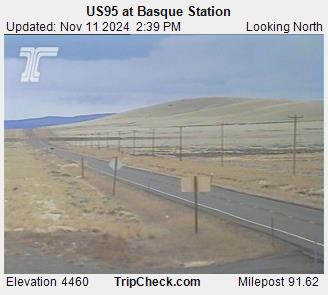 US95 at Basque Station
Updated: Nov 11 2024 2:39 PM Looking North
Elevation 4460 TripCheck.com Milepost 91.62